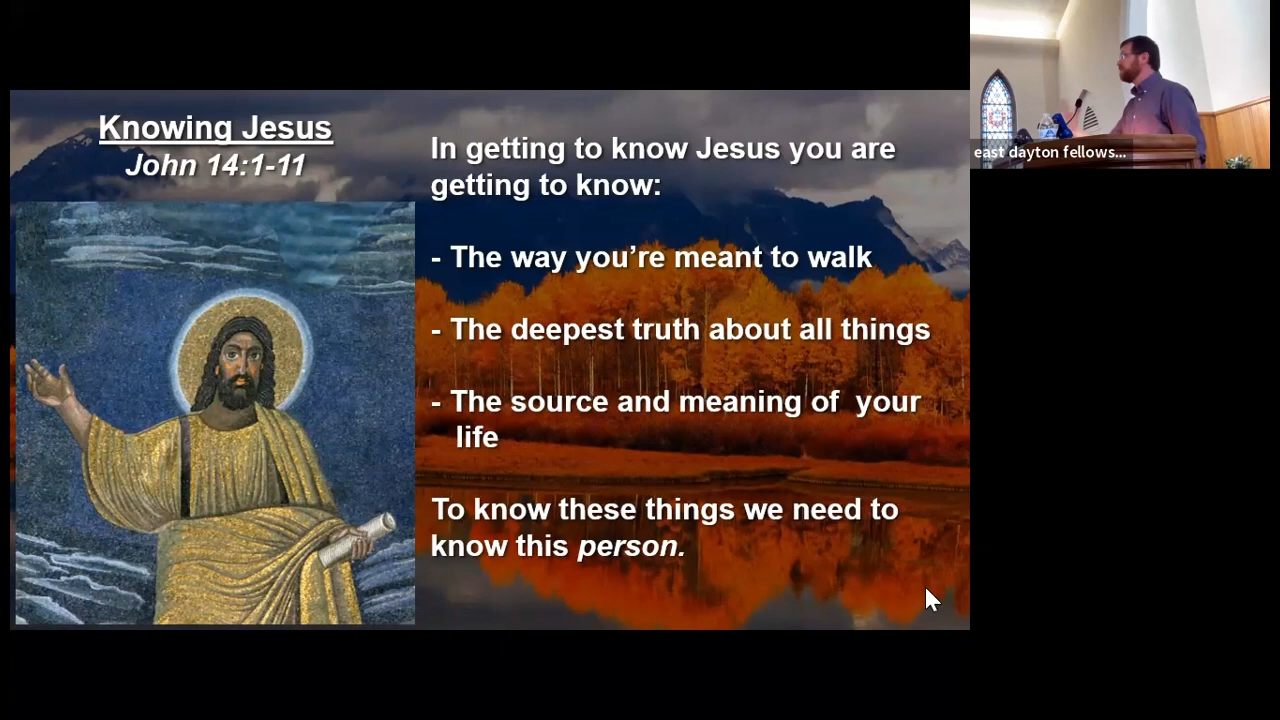 Knowing Jesus
John 14:1-11
In getting to know Jesus you are
getting to know:
- The way you’re meant to walk
- The deepest truth about all things
- The source and meaning of  your
life
To know these things we need to
know this person.
east dayton fellows...